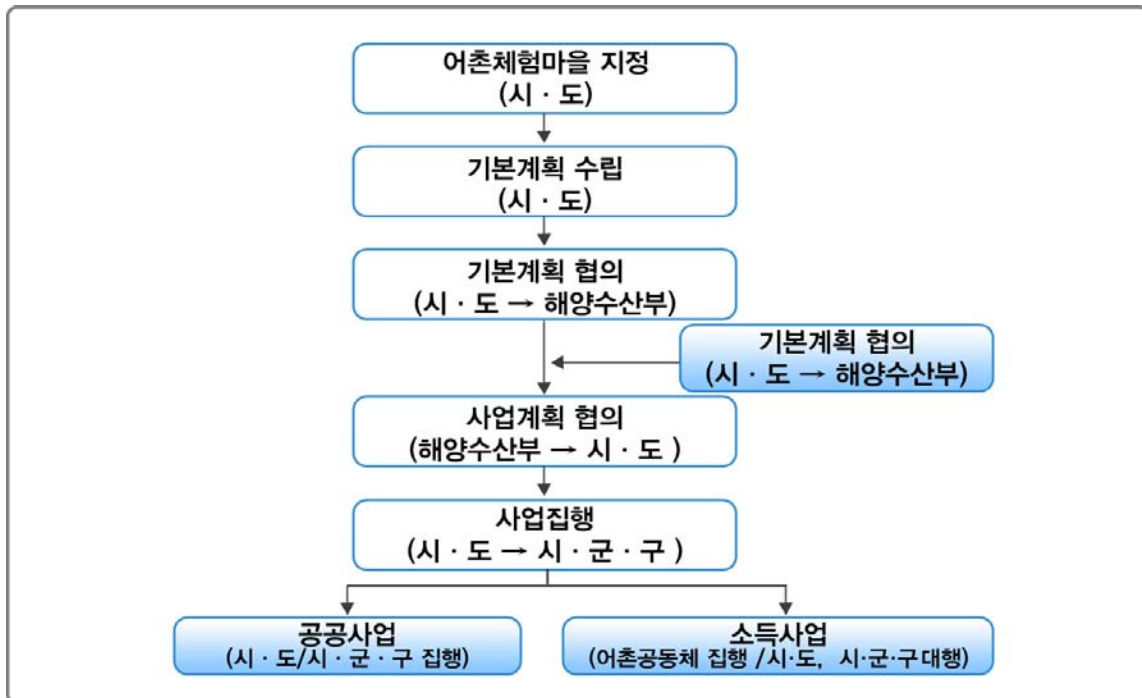 어촌체험마을 지정
(시 · 도)
기본계획 수립
(시 · 도)
기본계획 협의
(시 · 도 → 해양수산부)
기본계획 협의
(시 · 도 → 해양수산부)
사업계획 협의
(해양수산부 → 시 · 도 )
사업집행
(시 · 도 → 시 · 군 · 구 )
공공사업
(시 · 도/시 · 군 · 구 집행)
소득사업
(어촌공동체 집행 /시·도, 시·군·구대행)